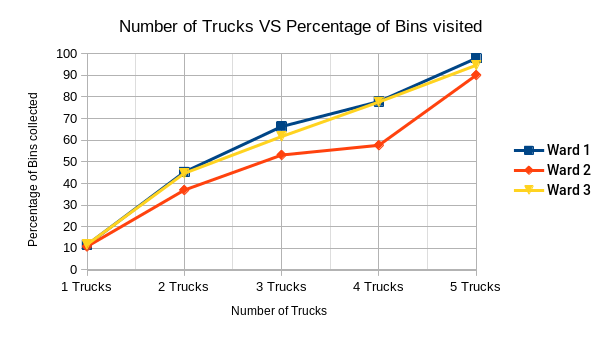 Number of Trucks VS Percentage of Bins visited
Percentage of Bins collected
100
90
80
70
60
50
40
30
20
10
0
1 Trucks
2 Trucks
3 Trucks
4 Trucks
5 Trucks
Number of Trucks
Ward 1
Ward 2
Ward 3